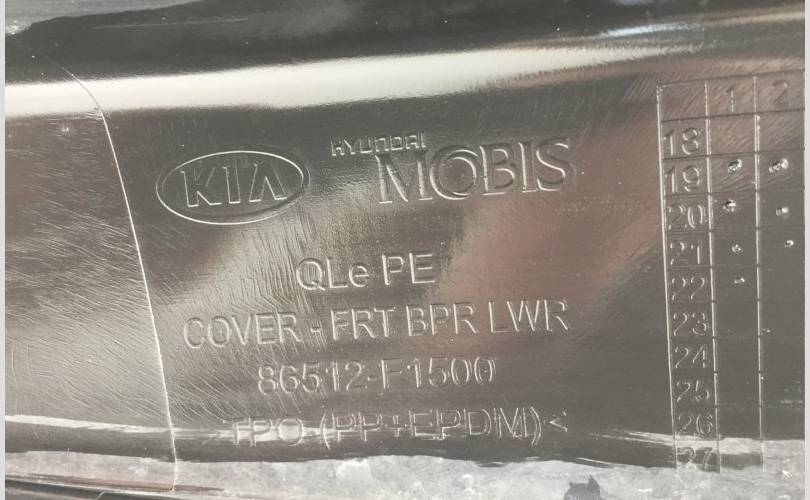 KIA HYUNDAI MOBIS
QLe PE
COVER - FRT BPR LWR
86512-F1500
TPO (PP+EPDM)<
1 2
18
19
20
21
22
23
24
25
26
27